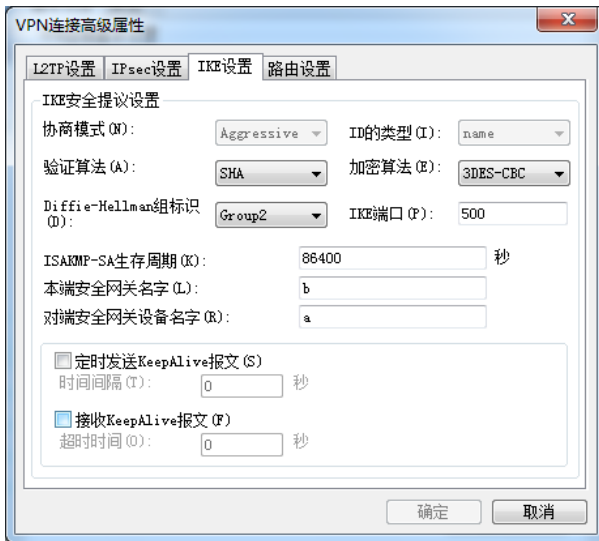 VPN连接高级属性
L2TP设置 IPsec设置 IKE设置 路由设置
IKE安全提议设置
协商模式(N): Aggressive ID的类型(I): name
验证算法(A): SHA 加密算法(E): 3DES-CBC
Diffie-Hellman组标识
(D): Group2 IKE端口(P): 500
ISAKMP-SA生存周期(K): 86400 秒
本端安全网关名字(L): b
对端安全网关设备名字(R): a
定时发送KeepAlive报文(S)
时间间隔(T): 0 秒
接收KeepAlive报文(F)
超时时间(O): 0 秒
确定 取消